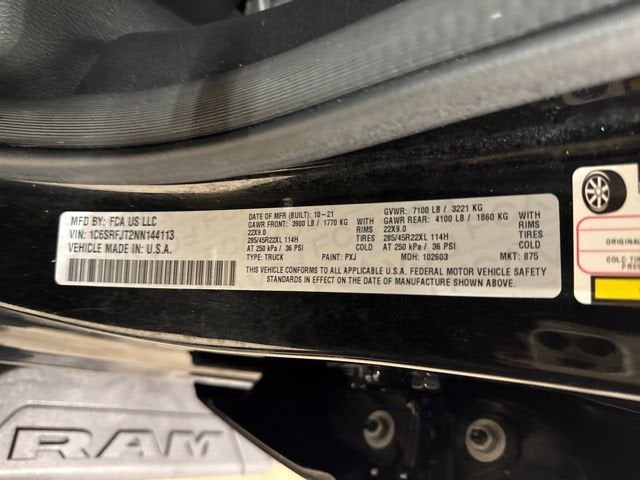 MFD BY: FCA US LLC
VIN: 1C6SRFJT2NN144113
VEHICLE MADE IN U.S.A.
DATE OF MFR (BUILT): 10-21 GVWR: 7100 LB / 3221 KG
GAWR FRONT: 3900 LB / 1770 KG WITH GAWR REAR: 4100 LB / 1860 KG WITH
22X9.0 RIMS 22X9.0 RIMS
285/45R22XL 114H TIRES 285/45R22XL 114H TIRES
AT 250 kPa / 36 PSI AT 250 kPa / 36 PSI
TYPE: TRUCK PAINT: PXJ MDH: 102603 MKT: 875
THIS VEHICLE CONFORMS TO ALL APPLICABLE U.S.A. FEDERAL MOTOR VEHICLE SAFETY
STANDARDS IN EFFECT ON THE DATE OF MANUFACTURE SHOWN ABOVE.
ORIGINAL
COLD TI
PRES
RAM